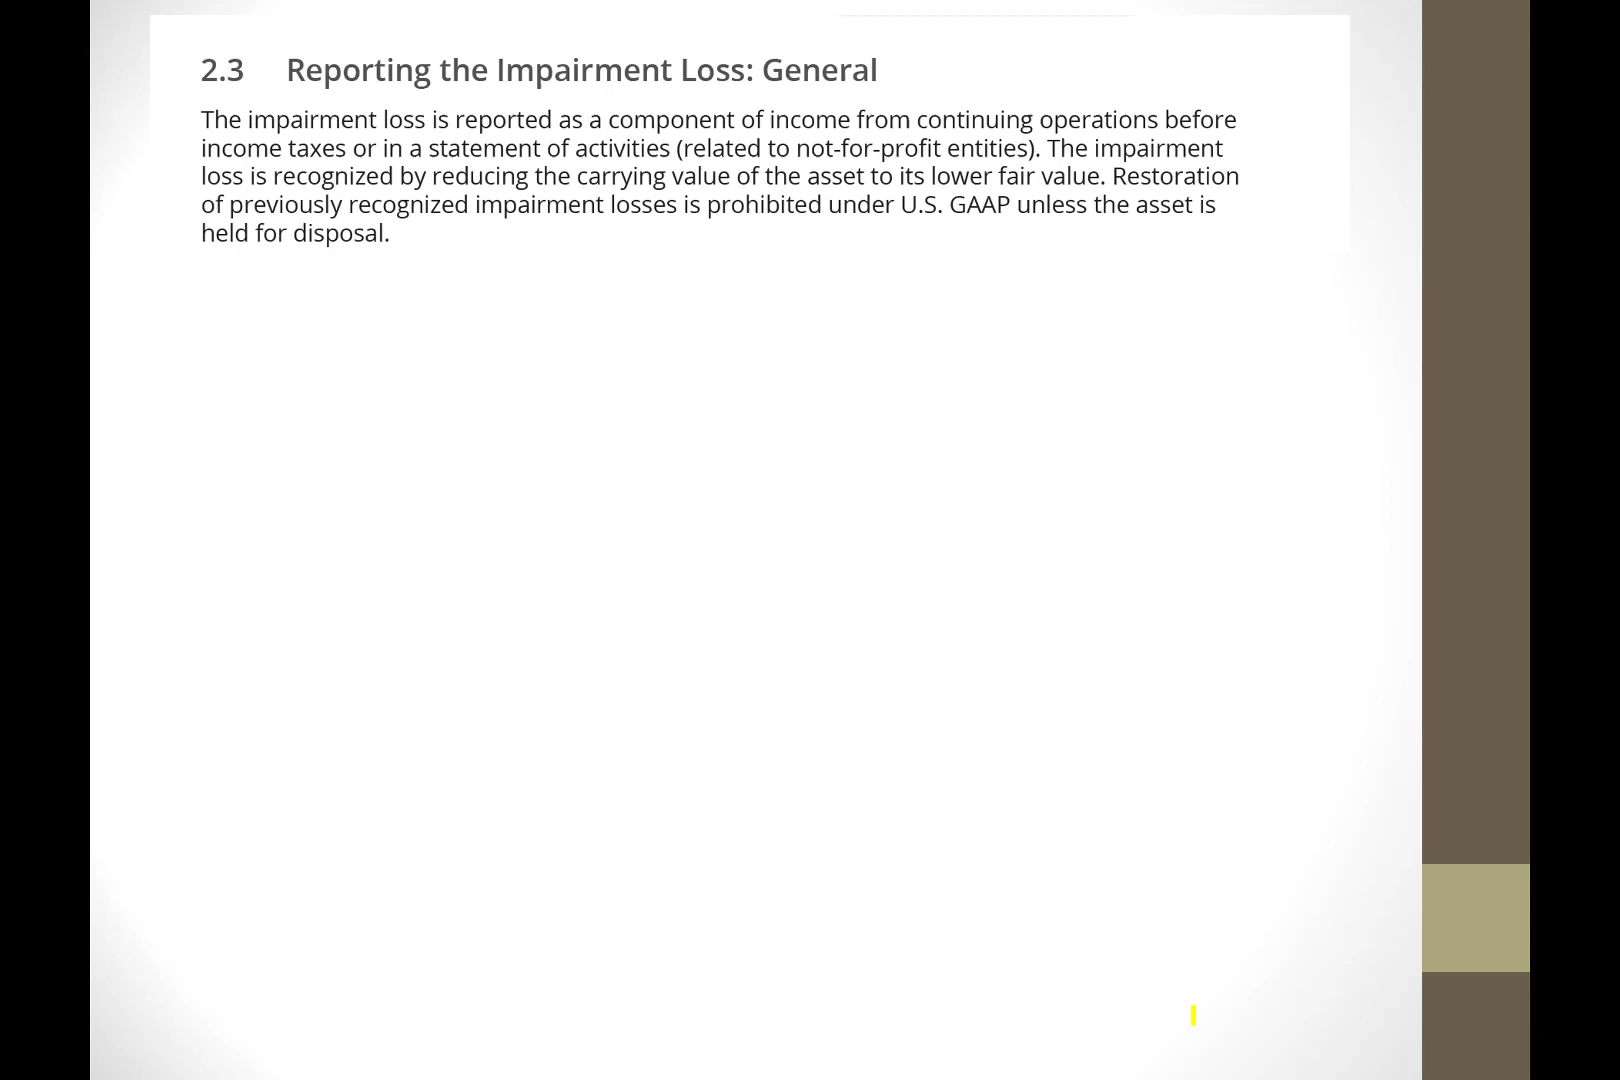 2.3 Reporting the Impairment Loss: General
The impairment loss is reported as a component of income from continuing operations before
income taxes or in a statement of activities (related to not-for-profit entities). The impairment
loss is recognized by reducing the carrying value of the asset to its lower fair value. Restoration
of previously recognized impairment losses is prohibited under U.S. GAAP unless the asset is
held for disposal.